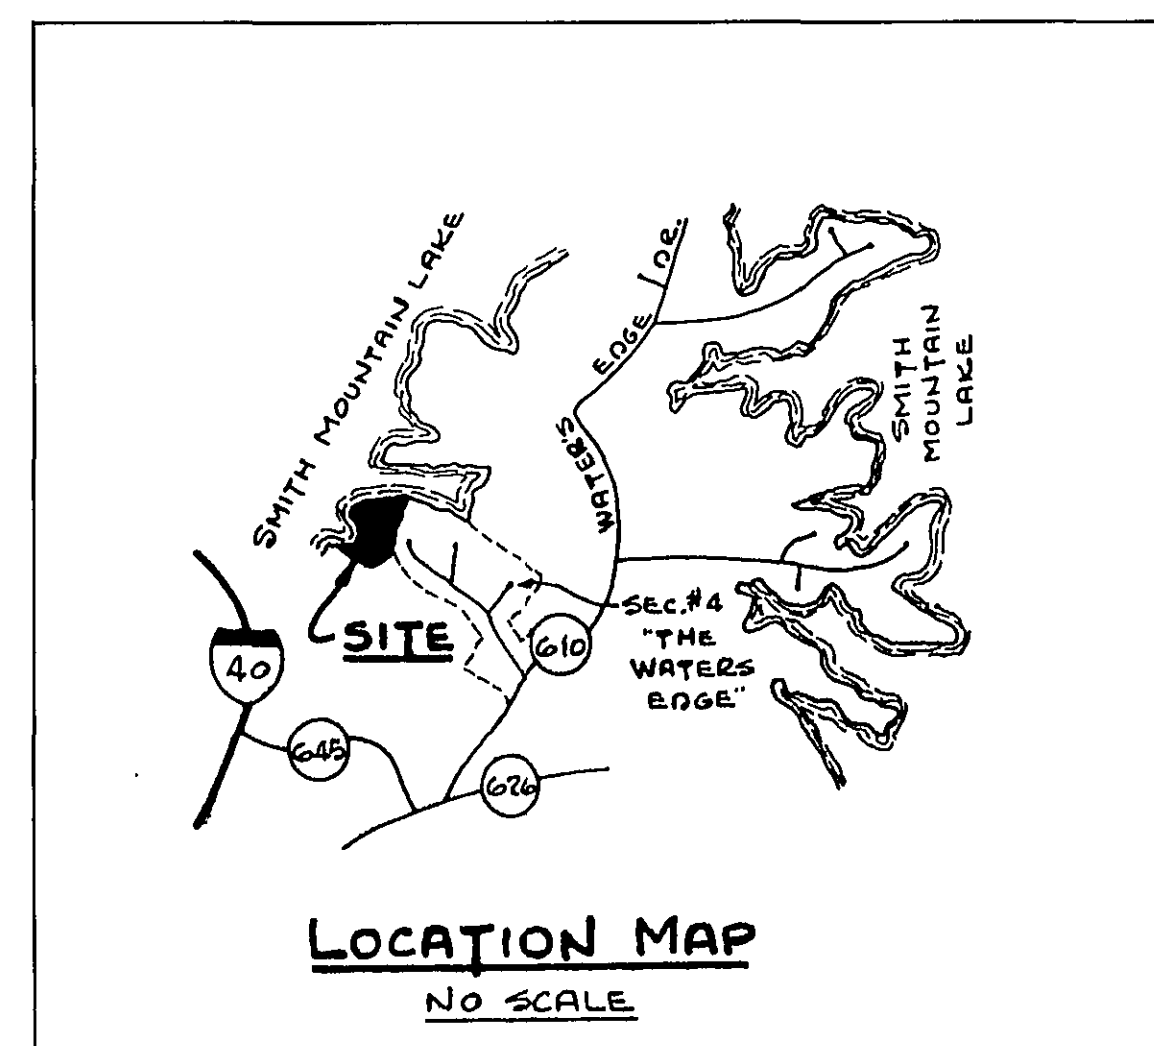 SMITH MOUNTAIN LAKE
WATER'S EDGE DR.
SMITH
MOUNTAIN
LAKE
SITE
SEC. #4
"THE
WATERS
EDGE"
610
40
645
626
LOCATION MAP
NO SCALE